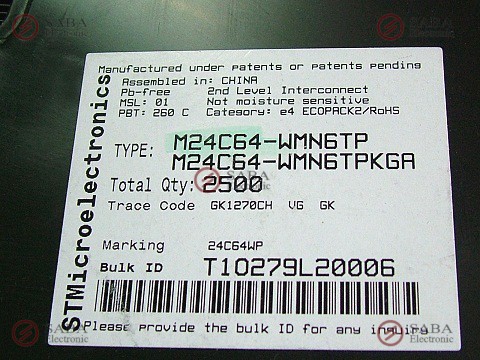 SABA
Electronic
SABA
Electronic
Manufactured under patents or patents pending
Assembled in: CHINA
Pb-free 2nd Level Interconnect
MSL: 01 Not moisture sensitive
PBT: 260 C Category: e4 ECOPACK2/RoHS
STMicroelectronics
TYPE: M24C64-WMN6TP
M24C64-WMN6TPKGA
Total Qty: 2500
SABA
Electronic
Trace Code GK1270CH VG GK
Marking 24C64WP
Bulk ID T10279L20006
Please provide the bulk ID for any inquiry
SABA
Electronic
SABA
Electronic